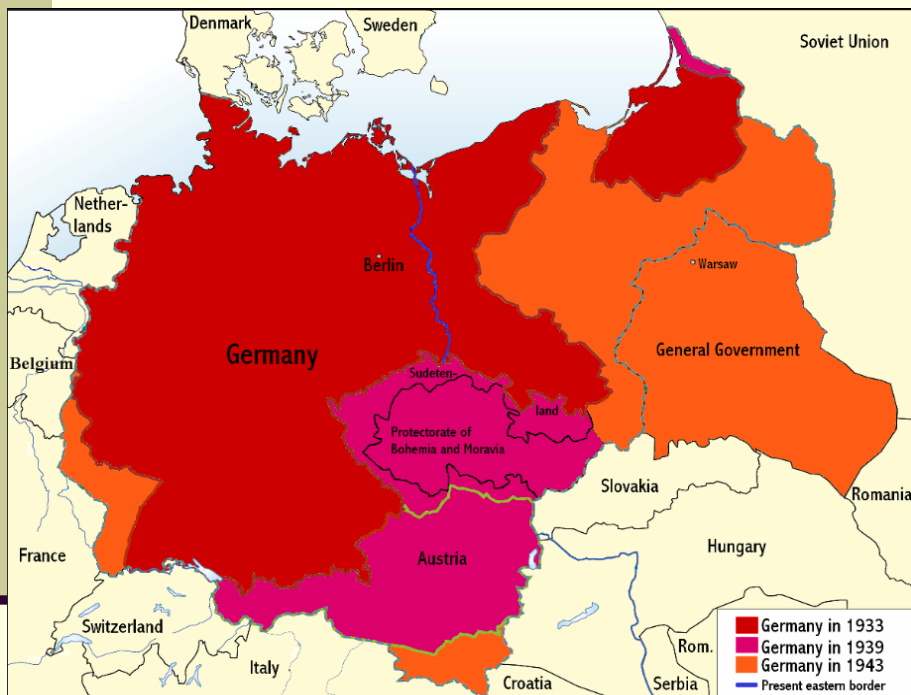 Denmark
Sweden
Soviet Union
Nether-
lands
Berlin
Warsaw
Belgium
Germany
General Government
Sudeten-
land
Protectorate of
Bohemia and Moravia
Slovakia
Romania
France
Austria
Hungary
Switzerland
Italy
Croatia
Rom.
Serbia
Germany in 1933
Germany in 1939
Germany in 1943
Present eastern border